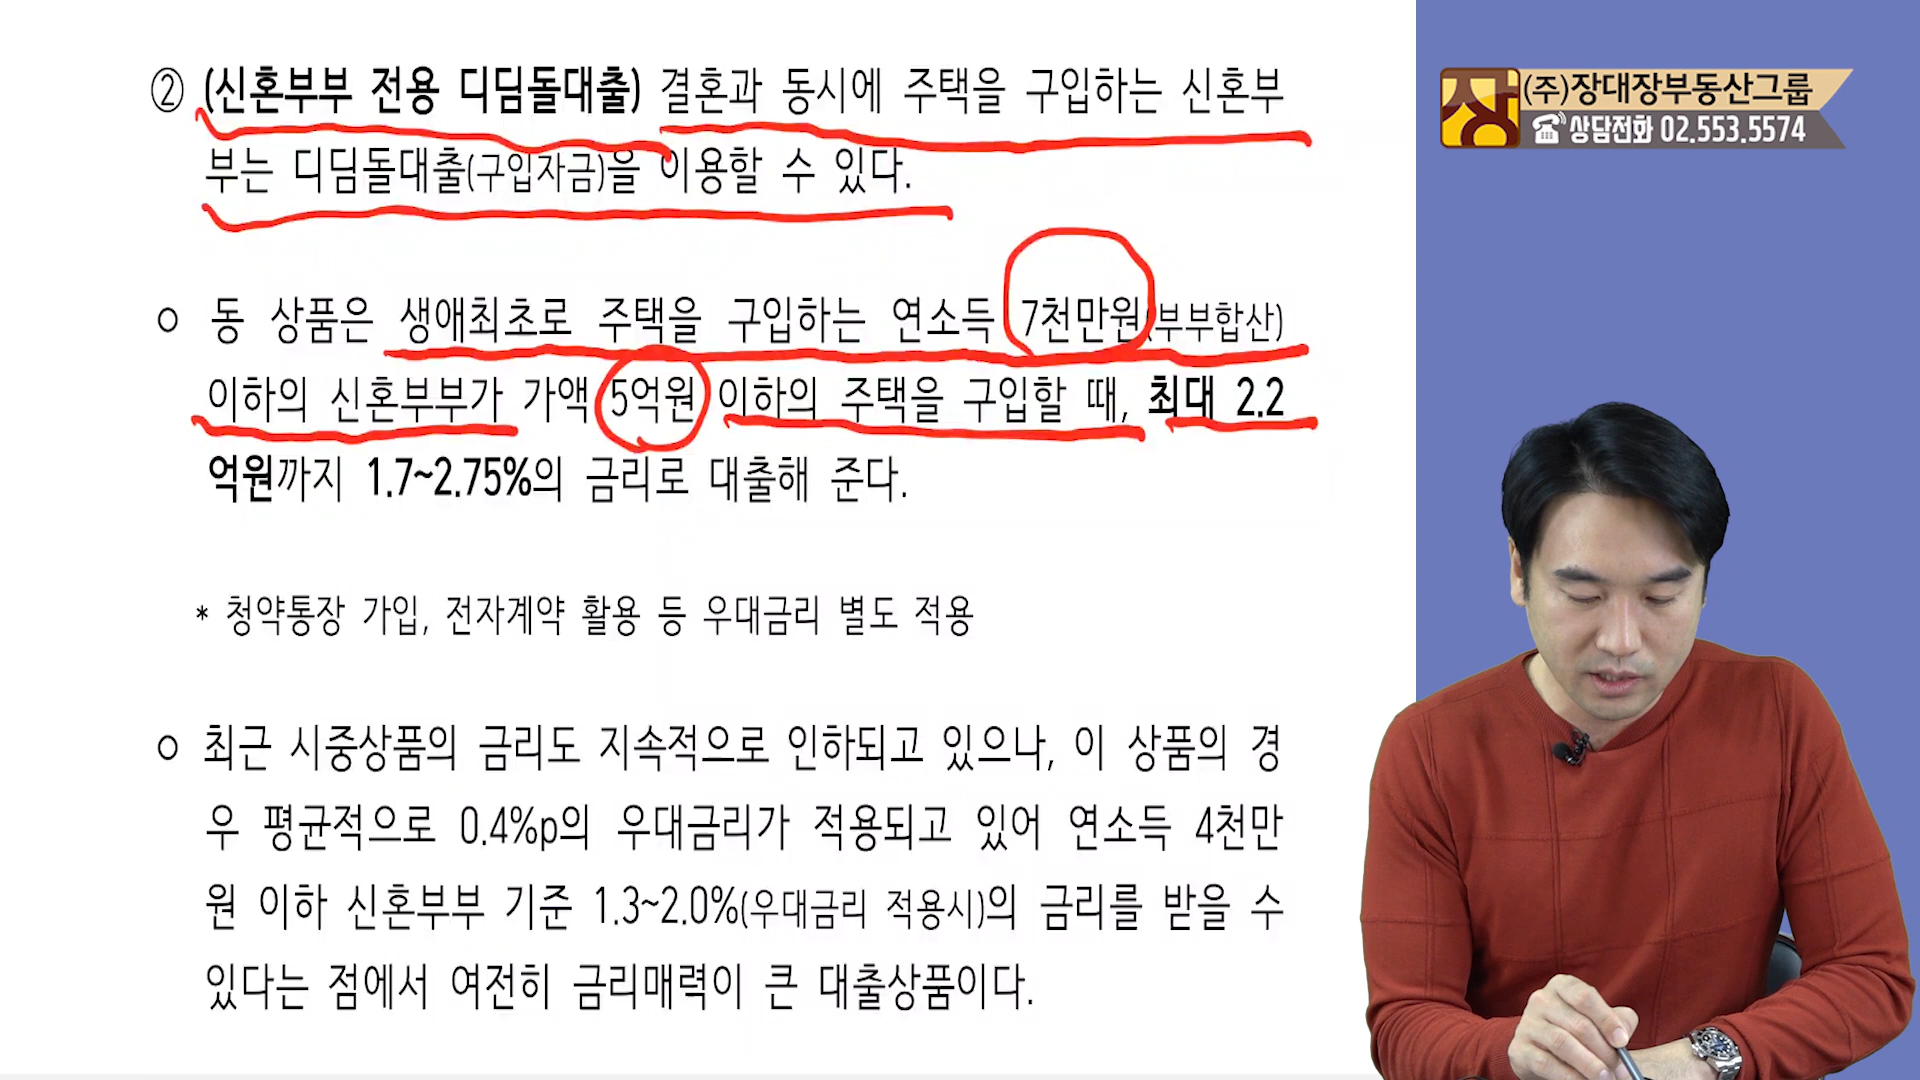 ② (신혼부부 전용 디딤돌대출) 결혼과 동시에 주택을 구입하는 신혼부
부는 디딤돌대출(구입자금)을 이용할 수 있다.
ㅇ 동 상품은 생애최초로 주택을 구입하는 연소득 7천만원(부부합산)
이하의 신혼부부가 가액 5억원 이하의 주택을 구입할 때, 최대 2.2
억원까지 1.7~2.75%의 금리로 대출해 준다.
* 청약통장 가입, 전자계약 활용 등 우대금리 별도 적용
ㅇ 최근 시중상품의 금리도 지속적으로 인하되고 있으나, 이 상품의 경
우 평균적으로 0.4%p의 우대금리가 적용되고 있어 연소득 4천만
원 이하 신혼부부 기준 1.3~2.0%(우대금리 적용시)의 금리를 받을 수
있다는 점에서 여전히 금리매력이 큰 대출상품이다.
장
(주)장대장부동산그룹
☎ 상담전화 02.553.5574